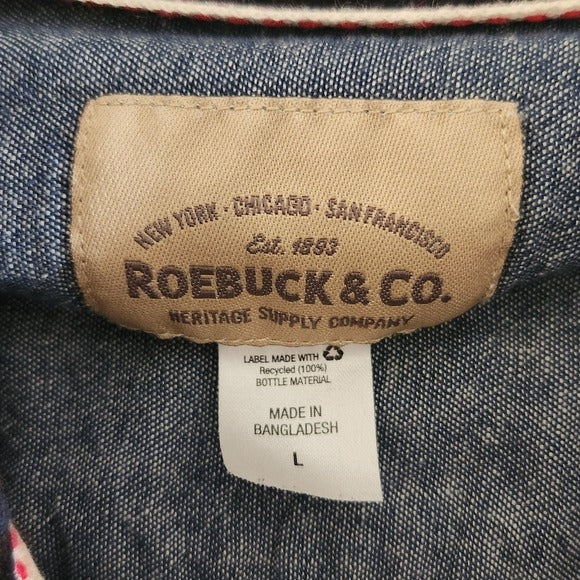 NEW YORK · CHICAGO · SAN FRANCISCO
Est. 1893
ROEBUCK & CO.
HERITAGE SUPPLY COMPANY
LABEL MADE WITH
Recycled (100%)
BOTTLE MATERIAL
MADE IN
BANGLADESH
L